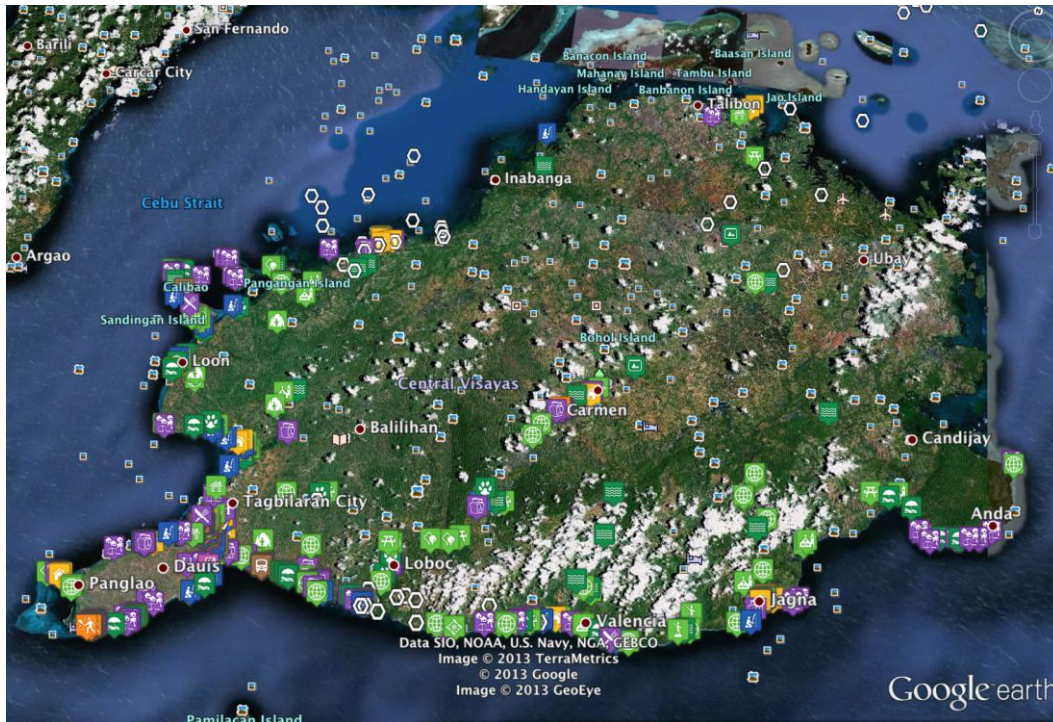 San Fernando
Barili
Carcar City
Banacon Island
Baasan Island
Mahanay Island
Tambu Island
Handayan Island
Banbanon Island
Jao Island
Talibon
Inabanga
Cebu Strait
Argao
Ubay
Calibao
Pangangan Island
Sandingan Island
Bohol Island
Loon
Central Visayas
Carmen
Balilihan
Candijay
Tagbilaran City
Anda
Dauis
Loboc
Panglao
Jagna
Valencia
Data SIO, NOAA, U.S. Navy, NGA, GEBCO
Image © 2013 TerraMetrics
© 2013 Google
Image © 2013 GeoEye
Google earth
Pamilacan Island
N